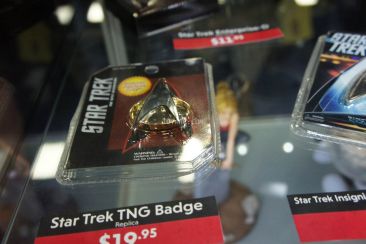 Star Trek Enterprise
$11.95
STAR TREK
STAR TREK
WARNING
Star Trek TNG Badge
Replica
$19.95
Star Trek Insigni